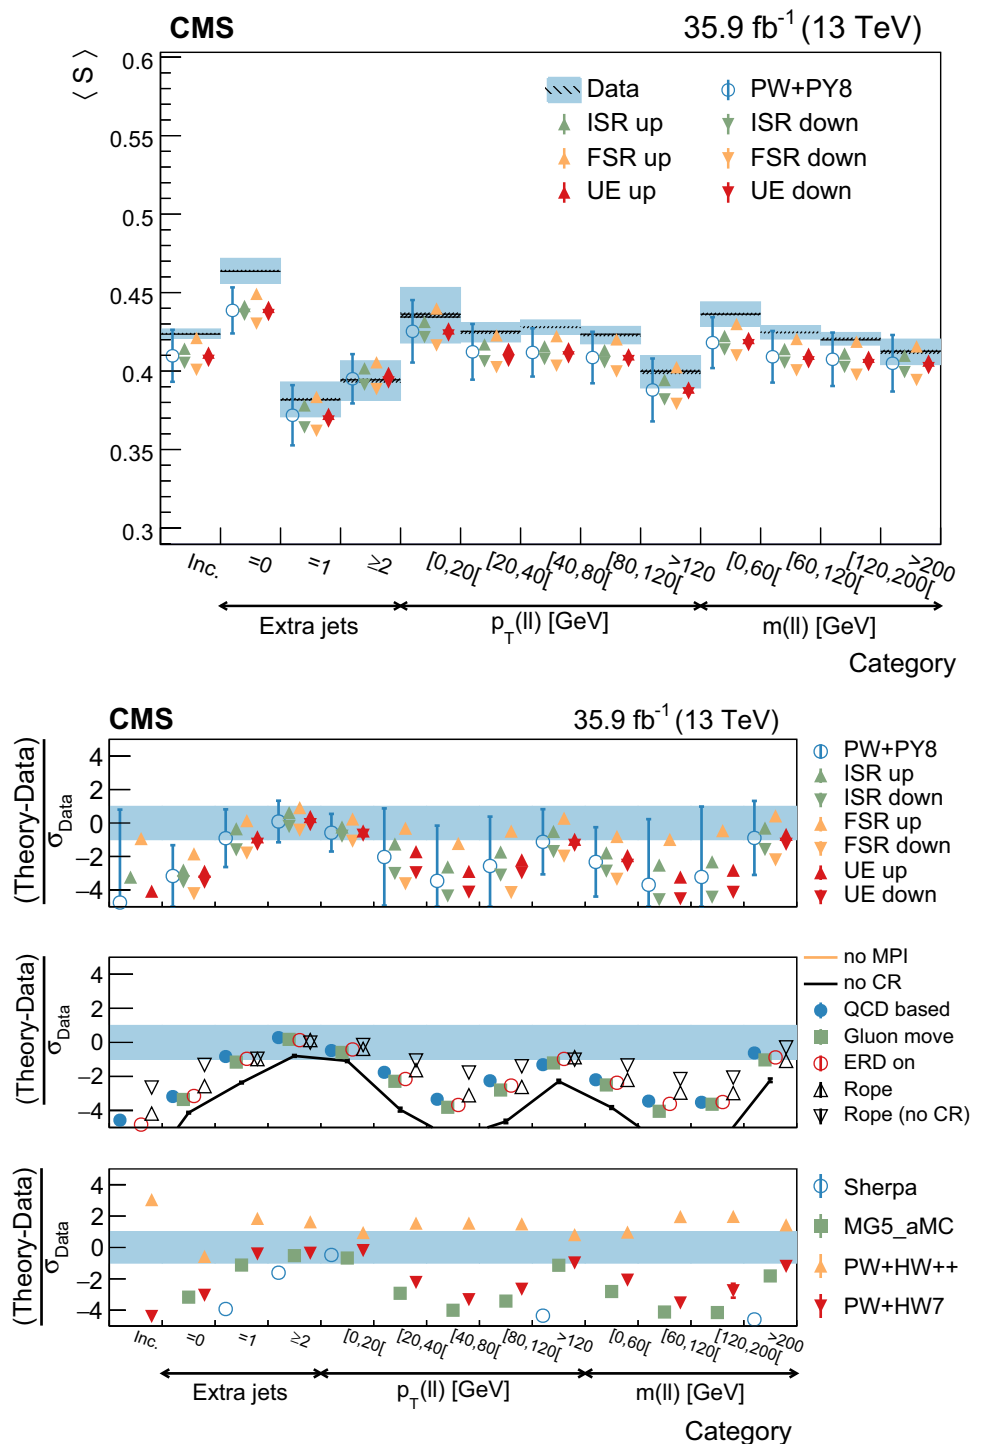 CMS 35.9 fb⁻¹ (13 TeV)
⟨ S ⟩
0.6
0.55
0.5
0.45
0.4
0.35
0.3
Data PW+PY8
ISR up ISR down
FSR up FSR down
UE up UE down
Inc. =0 =1 ≥2 [0,20[ [20,40[ [40,80[ [80,120[ >120 [0,60[ [60,120[ [120,200[ >200
Extra jets p_T(ll) [GeV] m(ll) [GeV]
Category
CMS 35.9 fb⁻¹ (13 TeV)
(Theory-Data)
σ_Data
4
2
0
−2
−4
PW+PY8
ISR up
ISR down
FSR up
FSR down
UE up
UE down
(Theory-Data)
σ_Data
4
2
0
−2
−4
no MPI
no CR
QCD based
Gluon move
ERD on
Rope
Rope (no CR)
(Theory-Data)
σ_Data
4
2
0
−2
−4
Sherpa
MG5_aMC
PW+HW++
PW+HW7
Inc. =0 =1 ≥2 [0,20[ [20,40[ [40,80[ [80,120[ >120 [0,60[ [60,120[ [120,200[ >200
Extra jets p_T(ll) [GeV] m(ll) [GeV]
Category